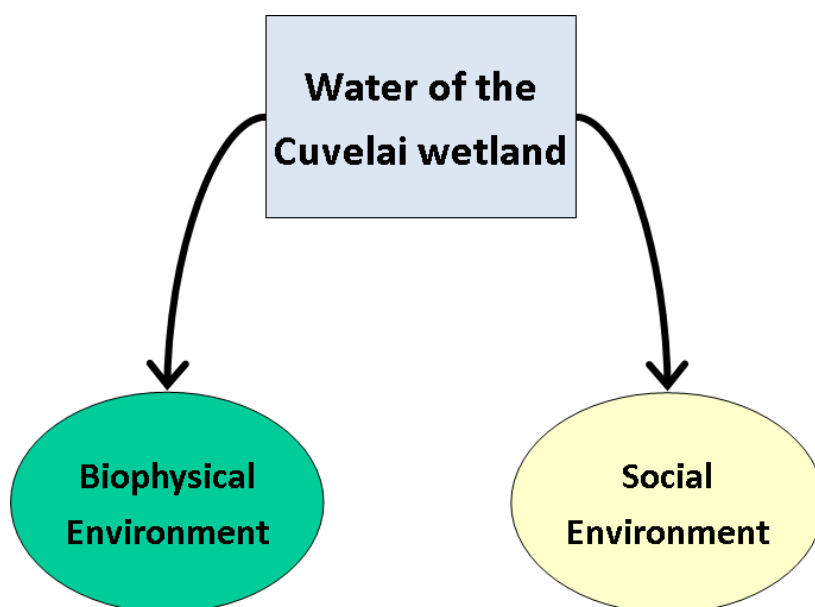 Water of the
Cuvelai wetland
Biophysical
Environment
Social
Environment